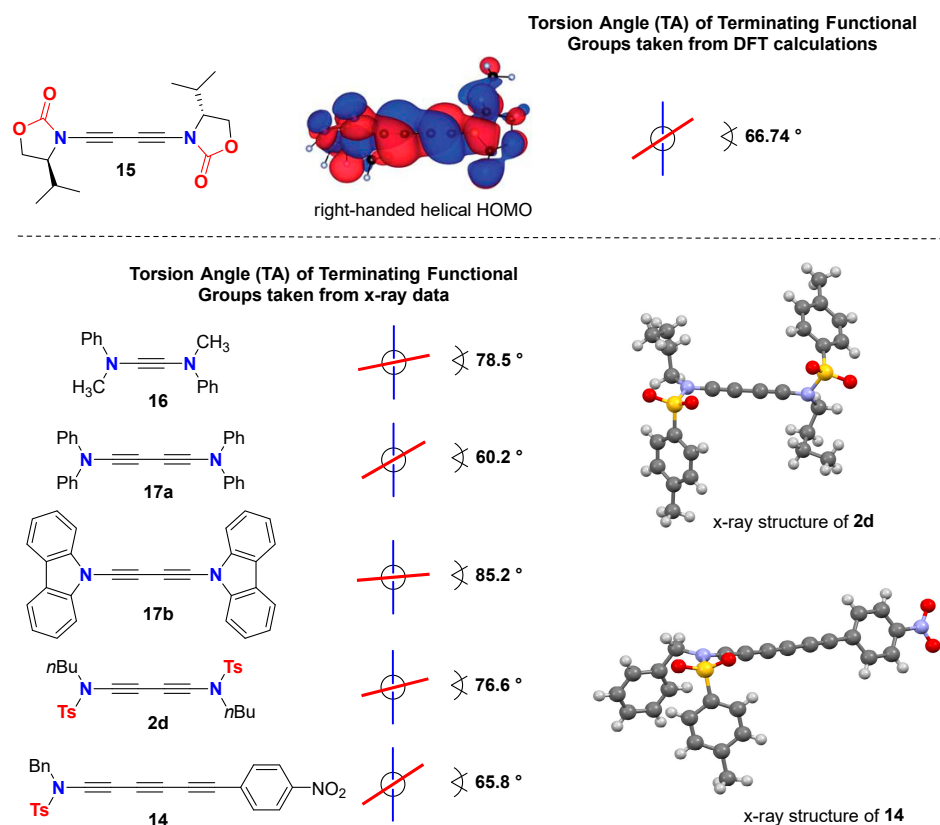 Torsion Angle (TA) of Terminating Functional
Groups taken from DFT calculations
O
O
N
N
O
O
15
right-handed helical HOMO
66.74 °
Torsion Angle (TA) of Terminating Functional
Groups taken from x-ray data
Ph
CH3
N
N
H3C
Ph
16
78.5 °
Ph
Ph
N
N
Ph
Ph
17a
60.2 °
N
N
17b
85.2 °
nBu
Ts
N
N
Ts
nBu
2d
76.6 °
Bn
N
Ts
NO2
14
65.8 °
x-ray structure of 2d
x-ray structure of 14